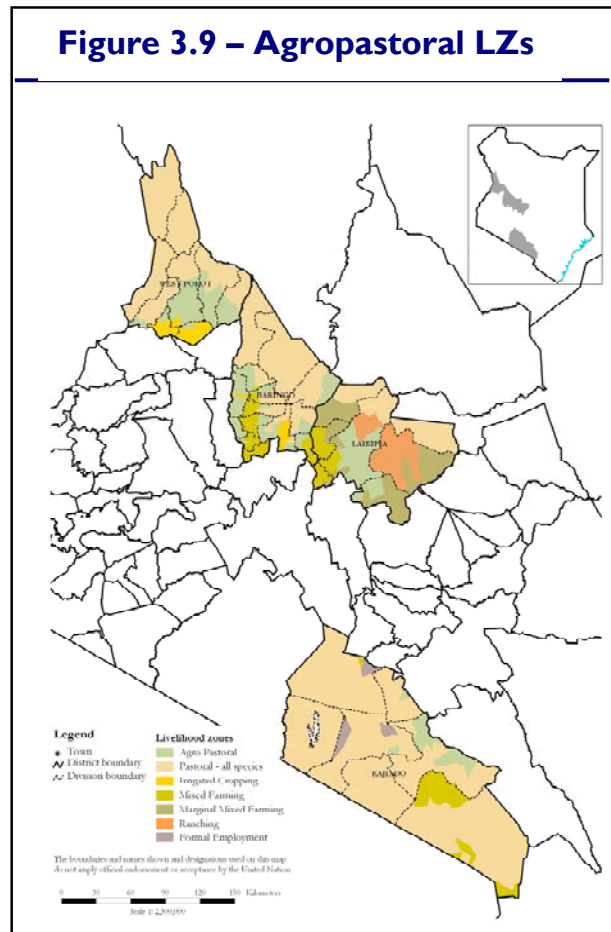 Figure 3.9 – Agropastoral LZs
WEST POKOT
BARINGO
LAIKIPIA
KAJIADO
Legend
Town
District boundary
Division boundary
Livelihood zones
Agro Pastoral
Pastoral - all species
Irrigated Cropping
Mixed Farming
Marginal Mixed Farming
Ranching
Formal Employment
The boundaries and names shown and designations used on this map
do not imply official endorsement or acceptance by the United Nation
0 30 60 90 120 150 Kilometers
Scale 1: 2,500,000